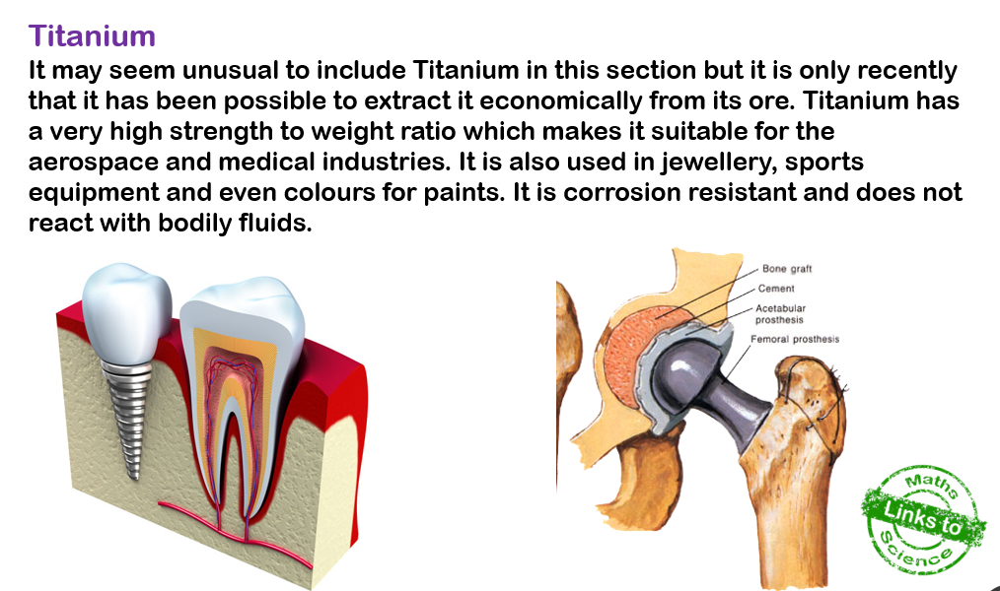 Titanium
It may seem unusual to include Titanium in this section but it is only recently
that it has been possible to extract it economically from its ore. Titanium has
a very high strength to weight ratio which makes it suitable for the
aerospace and medical industries. It is also used in jewellery, sports
equipment and even colours for paints. It is corrosion resistant and does not
react with bodily fluids.
Bone graft
Cement
Acetabular
prosthesis
Femoral prosthesis
Maths
Links to
Science